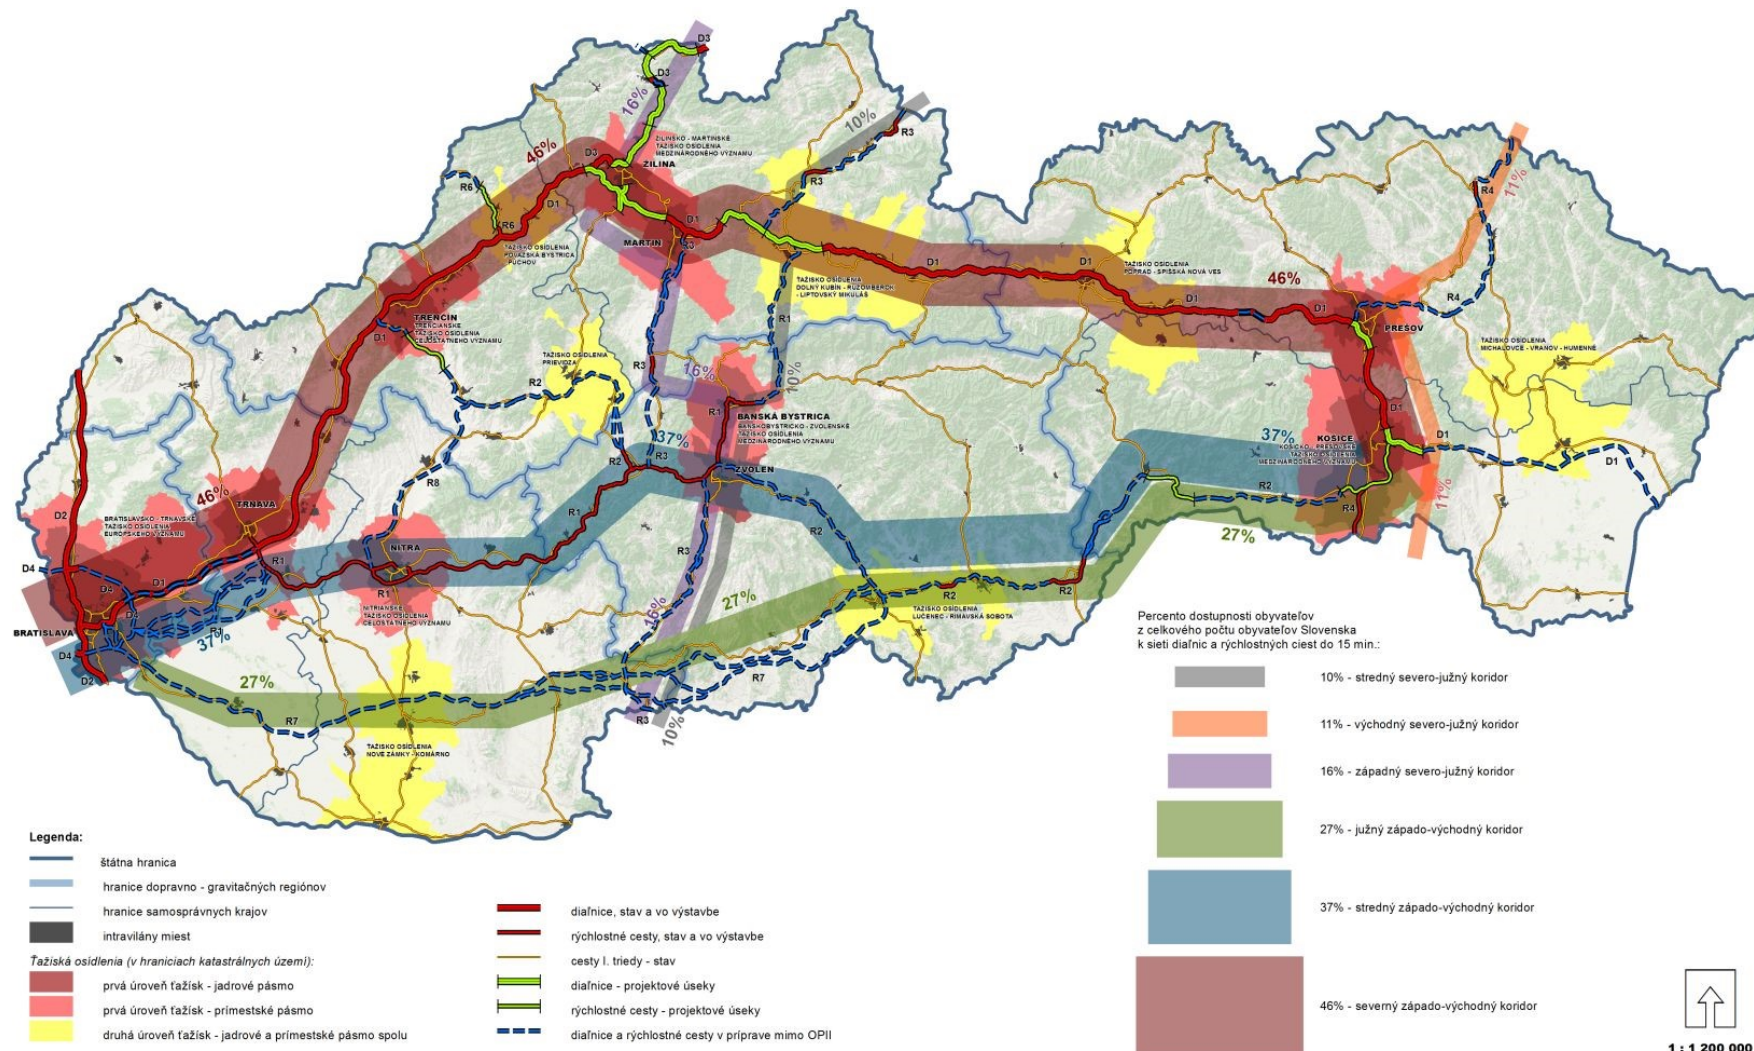 D3
D3
16%
10%
R3
46%
D3
ŽILINSKO - MARTINSKÉ
ŤAŽISKO OSÍDLENIA
MEDZINÁRODNÉHO VÝZNAMU
ŽILINA
R3
R6
D1
R6
D1
R4
11%
MARTIN
R3
ŤAŽISKO OSÍDLENIA
POVAŽSKÁ BYSTRICA
PÚCHOV
ŤAŽISKO OSÍDLENIA
DOLNÝ KUBÍN - RUŽOMBEROK
- LIPTOVSKÝ MIKULÁŠ
D1
D1
ŤAŽISKO OSÍDLENIA
POPRAD - SPIŠSKÁ NOVÁ VES
46%
D1
D1
R4
PREŠOV
TRENČÍN
TRENČIANSKE
ŤAŽISKO OSÍDLENIA
CELOŠTÁTNEHO VÝZNAMU
D1
R1
ŤAŽISKO OSÍDLENIA
MICHALOVCE - VRANOV - HUMENNÉ
ŤAŽISKO OSÍDLENIA
PRIEVIDZA
R2
R3
16%
10%
R1
BANSKÁ BYSTRICA
BANSKOBYSTRICKO - ZVOLENSKÉ
ŤAŽISKO OSÍDLENIA
MEDZINÁRODNÉHO VÝZNAMU
D1
37%
R3
R2
ZVOLEN
37%
KOŠICE
KOŠICKO - PREŠOVSKÉ
ŤAŽISKO OSÍDLENIA
MEDZINÁRODNÉHO VÝZNAMU
D1
D1
R8
46%
TRNAVA
D2
BRATISLAVSKO - TRNAVSKÉ
ŤAŽISKO OSÍDLENIA
EURÓPSKEHO VÝZNAMU
R1
R2
R2
R4
11%
27%
NITRA
R1
R3
D4
D1
D4
D4
R1
NITRIANSKE
ŤAŽISKO OSÍDLENIA
CELOŠTÁTNEHO VÝZNAMU
R2
R2
27%
16%
ŤAŽISKO OSÍDLENIA
LUČENEC - RIMAVSKÁ SOBOTA
BRATISLAVA
R1
37%
D4
D2
27%
R7
R7
R3
10%
ŤAŽISKO OSÍDLENIA
NOVÉ ZÁMKY - KOMÁRNO
Percento dostupnosti obyvateľov
z celkového počtu obyvateľov Slovenska
k sieti diaľnic a rýchlostných ciest do 15 min.:
10% - stredný severo-južný koridor
11% - východný severo-južný koridor
16% - západný severo-južný koridor
27% - južný západo-východný koridor
37% - stredný západo-východný koridor
46% - severný západo-východný koridor
Legenda:
štátna hranica
hranice dopravno - gravitačných regiónov
hranice samosprávnych krajov
intravilány miest
Ťažiská osídlenia (v hraniciach katastrálnych území):
prvá úroveň ťažísk - jadrové pásmo
prvá úroveň ťažísk - prímestské pásmo
druhá úroveň ťažísk - jadrové a prímestské pásmo spolu
diaľnice, stav a vo výstavbe
rýchlostné cesty, stav a vo výstavbe
cesty I. triedy - stav
diaľnice - projektové úseky
rýchlostné cesty - projektové úseky
diaľnice a rýchlostné cesty v príprave mimo OPII
1 : 1 200 000